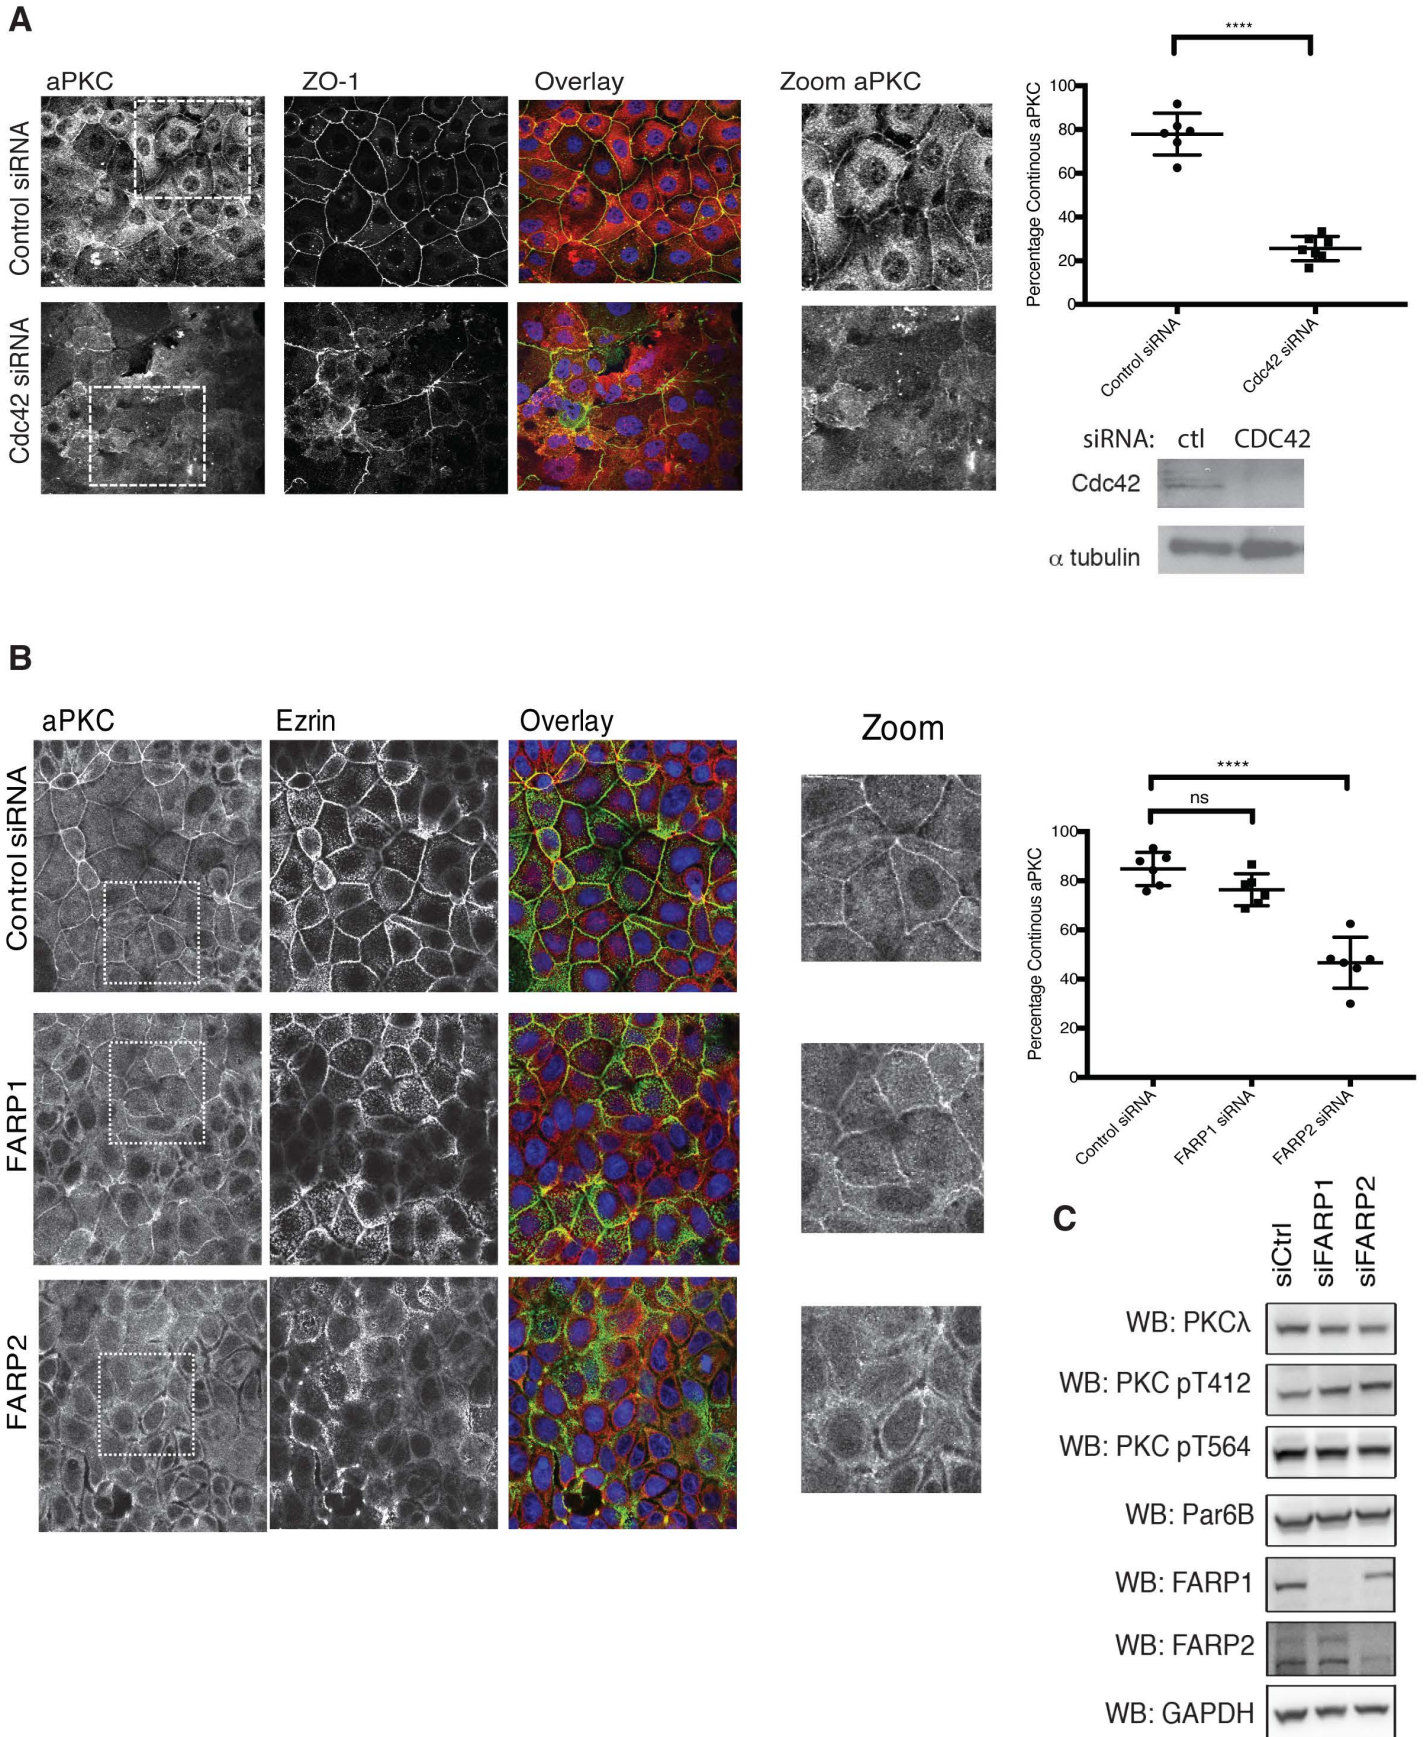 A
aPKC
ZO-1
Overlay
Zoom aPKC
Control siRNA
Cdc42 siRNA
****
Percentage Continous aPKC
100
80
60
40
20
0
Control siRNA
Cdc42 siRNA
siRNA: ctl CDC42
Cdc42
α tubulin
B
aPKC
Ezrin
Overlay
Zoom
Control siRNA
FARP1
FARP2
****
ns
Percentage Continous aPKC
100
80
60
40
20
0
Control siRNA
FARP1 siRNA
FARP2 siRNA
C
siCtrl
siFARP1
siFARP2
WB: PKCλ
WB: PKC pT412
WB: PKC pT564
WB: Par6B
WB: FARP1
WB: FARP2
WB: GAPDH